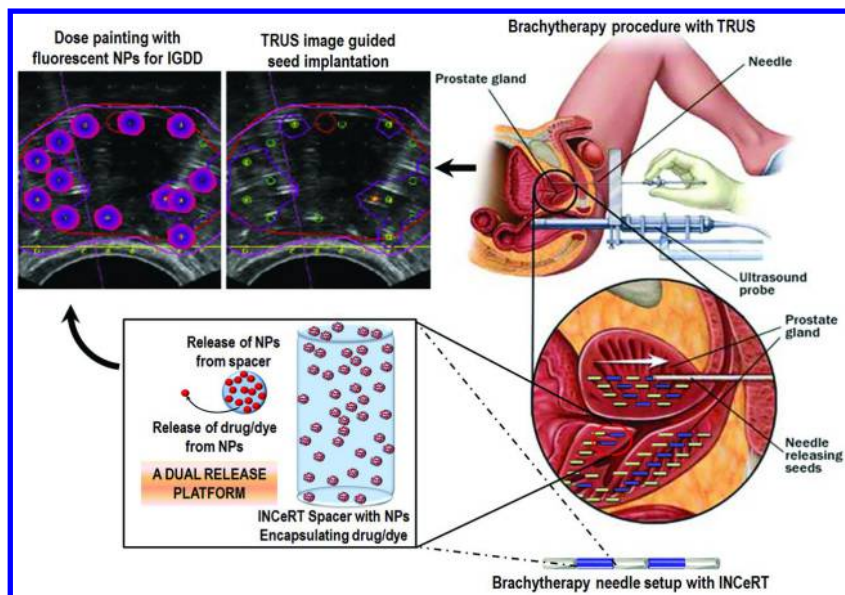 Dose painting with
fluorescent NPs for IGDD
TRUS image guided
seed implantation
Brachytherapy procedure with TRUS
Prostate gland
Needle
Ultrasound
probe
Prostate
gland
Needle
releasing
seeds
Release of NPs
from spacer
Release of drug/dye
from NPs
A DUAL RELEASE
PLATFORM
INCeRT Spacer with NPs
Encapsulating drug/dye
Brachytherapy needle setup with INCeRT